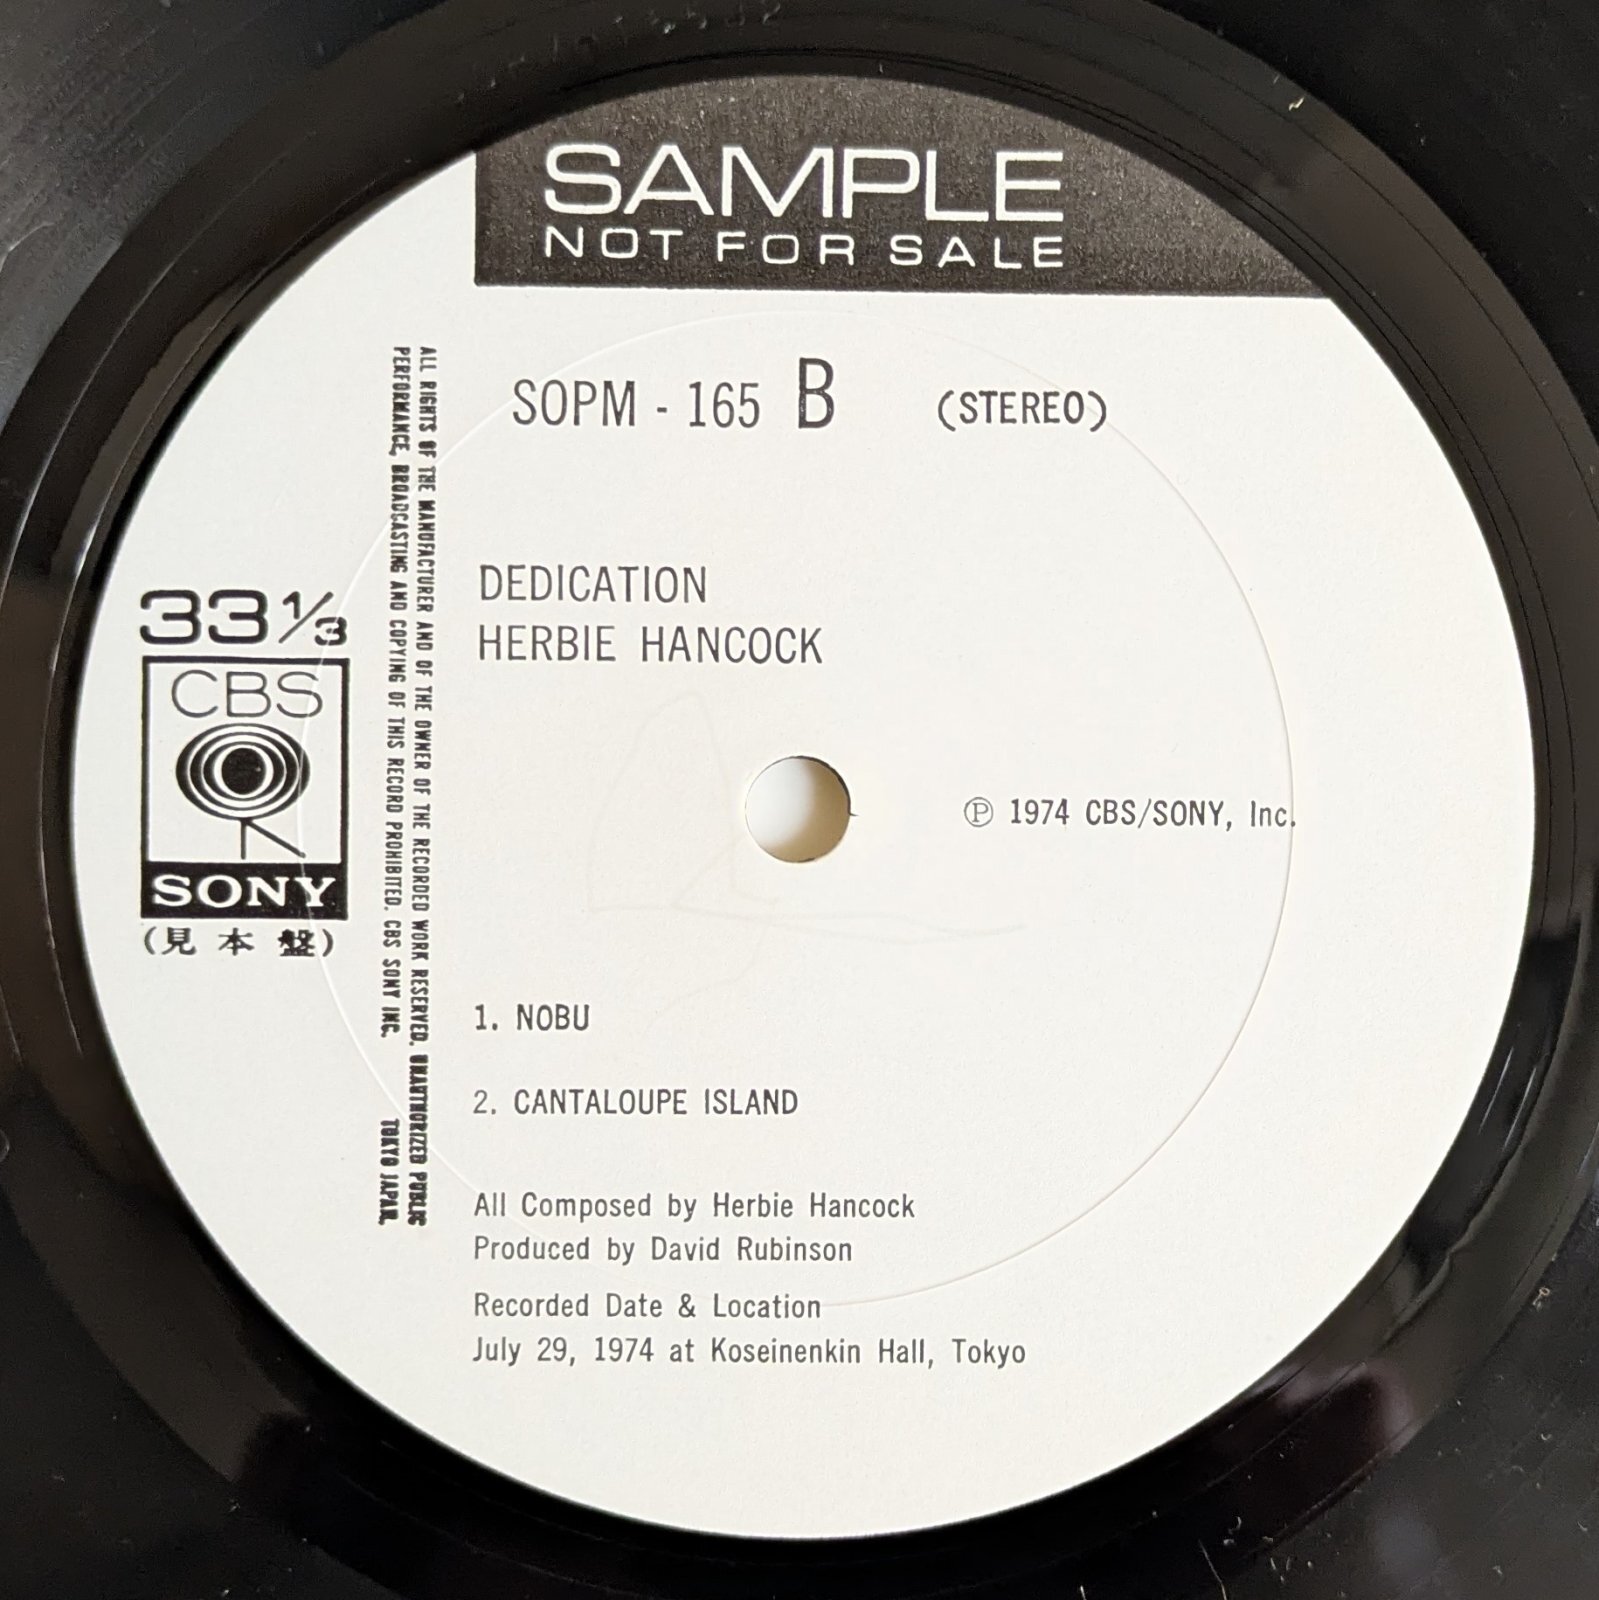 SAMPLE
NOT FOR SALE
SOPM - 165 B (STEREO)
DEDICATION
HERBIE HANCOCK
33 1/3
CBS
SONY
(見本盤)
ALL RIGHTS OF THE MANUFACTURER AND OF THE OWNER OF THE RECORDED WORK RESERVED. UNAUTHORIZED PUBLIC
PERFORMANCE, BROADCASTING AND COPYING OF THIS RECORD PROHIBITED. CBS SONY INC. TOKYO JAPAN.
Ⓟ 1974 CBS/SONY, Inc.
1. NOBU
2. CANTALOUPE ISLAND
All Composed by Herbie Hancock
Produced by David Rubinson
Recorded Date & Location
July 29, 1974 at Koseinenkin Hall, Tokyo